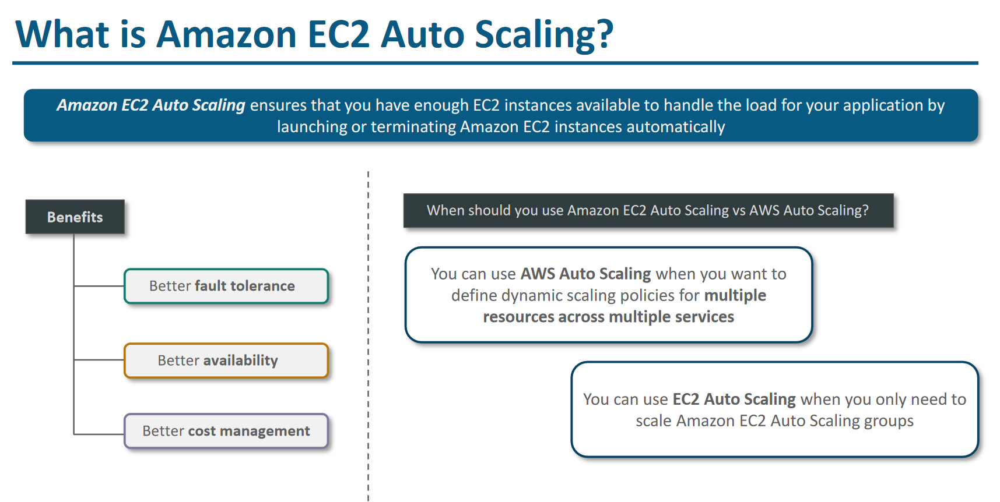 What is Amazon EC2 Auto Scaling?
Amazon EC2 Auto Scaling ensures that you have enough EC2 instances available to handle the load for your application by
launching or terminating Amazon EC2 instances automatically
Benefits
Better fault tolerance
Better availability
Better cost management
When should you use Amazon EC2 Auto Scaling vs AWS Auto Scaling?
You can use AWS Auto Scaling when you want to
define dynamic scaling policies for multiple
resources across multiple services
You can use EC2 Auto Scaling when you only need to
scale Amazon EC2 Auto Scaling groups